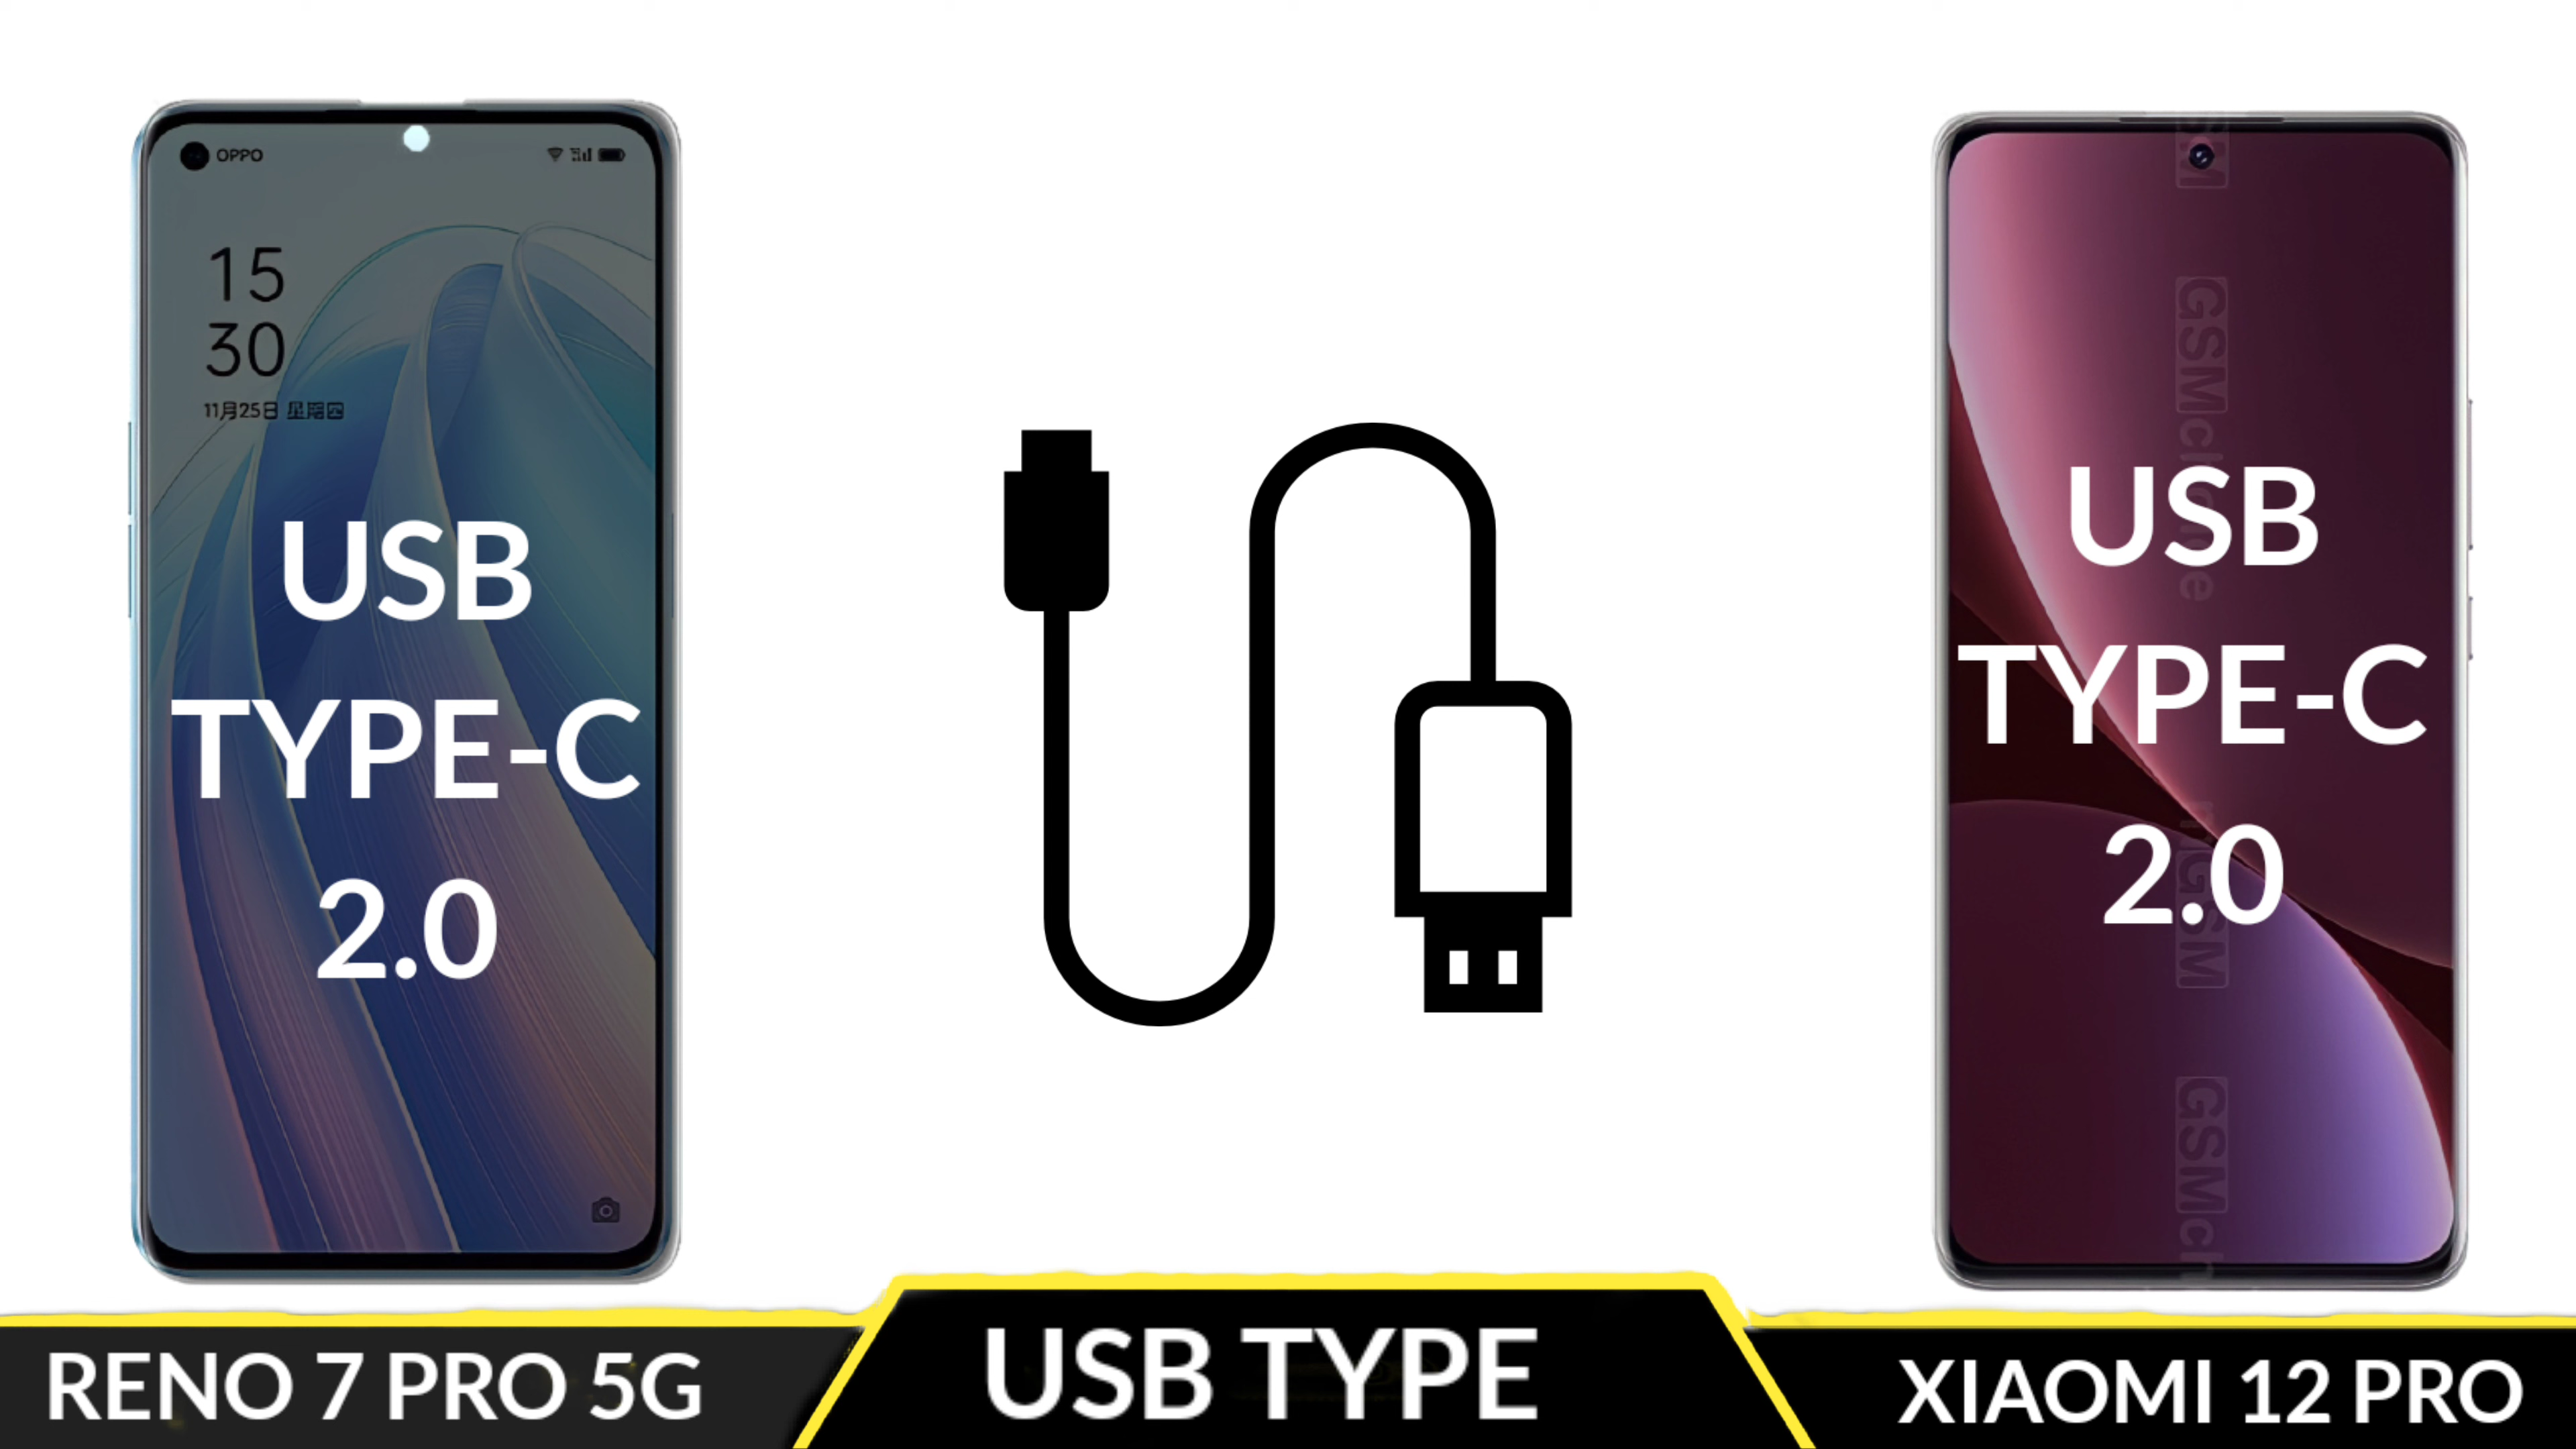 OPPO
15
30
11月25日 星期四
USB
TYPE-C
2.0
USB
TYPE-C
2.0
RENO 7 PRO 5G
USB TYPE
XIAOMI 12 PRO